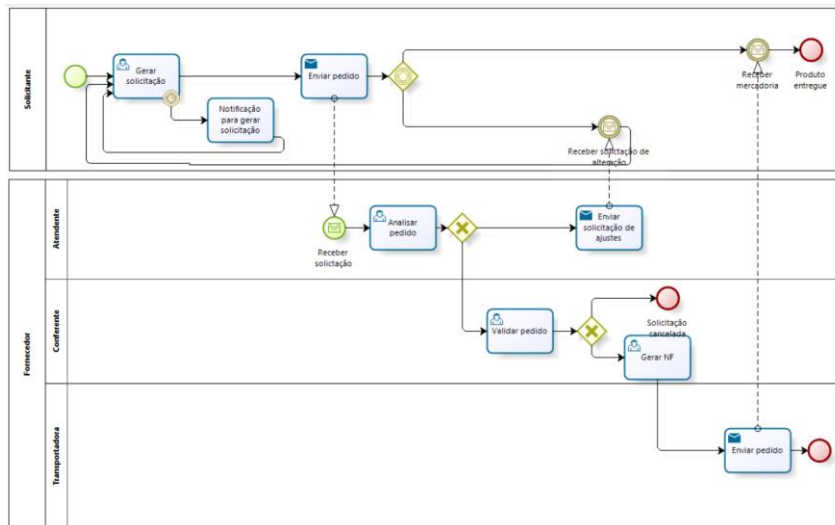 Solicitante
Gerar
solicitação
Enviar pedido
Notificação
para gerar
solicitação
Receber
mercadoria
Produto
entregue
Receber solicitação de
alteração
Fornecedor
Atendente
Receber
solictação
Analisar
pedido
Enviar
solicitação de
ajustes
Conferente
Validar pedido
Solicitação
cancelada
Gerar NF
Transportadora
Enviar pedido